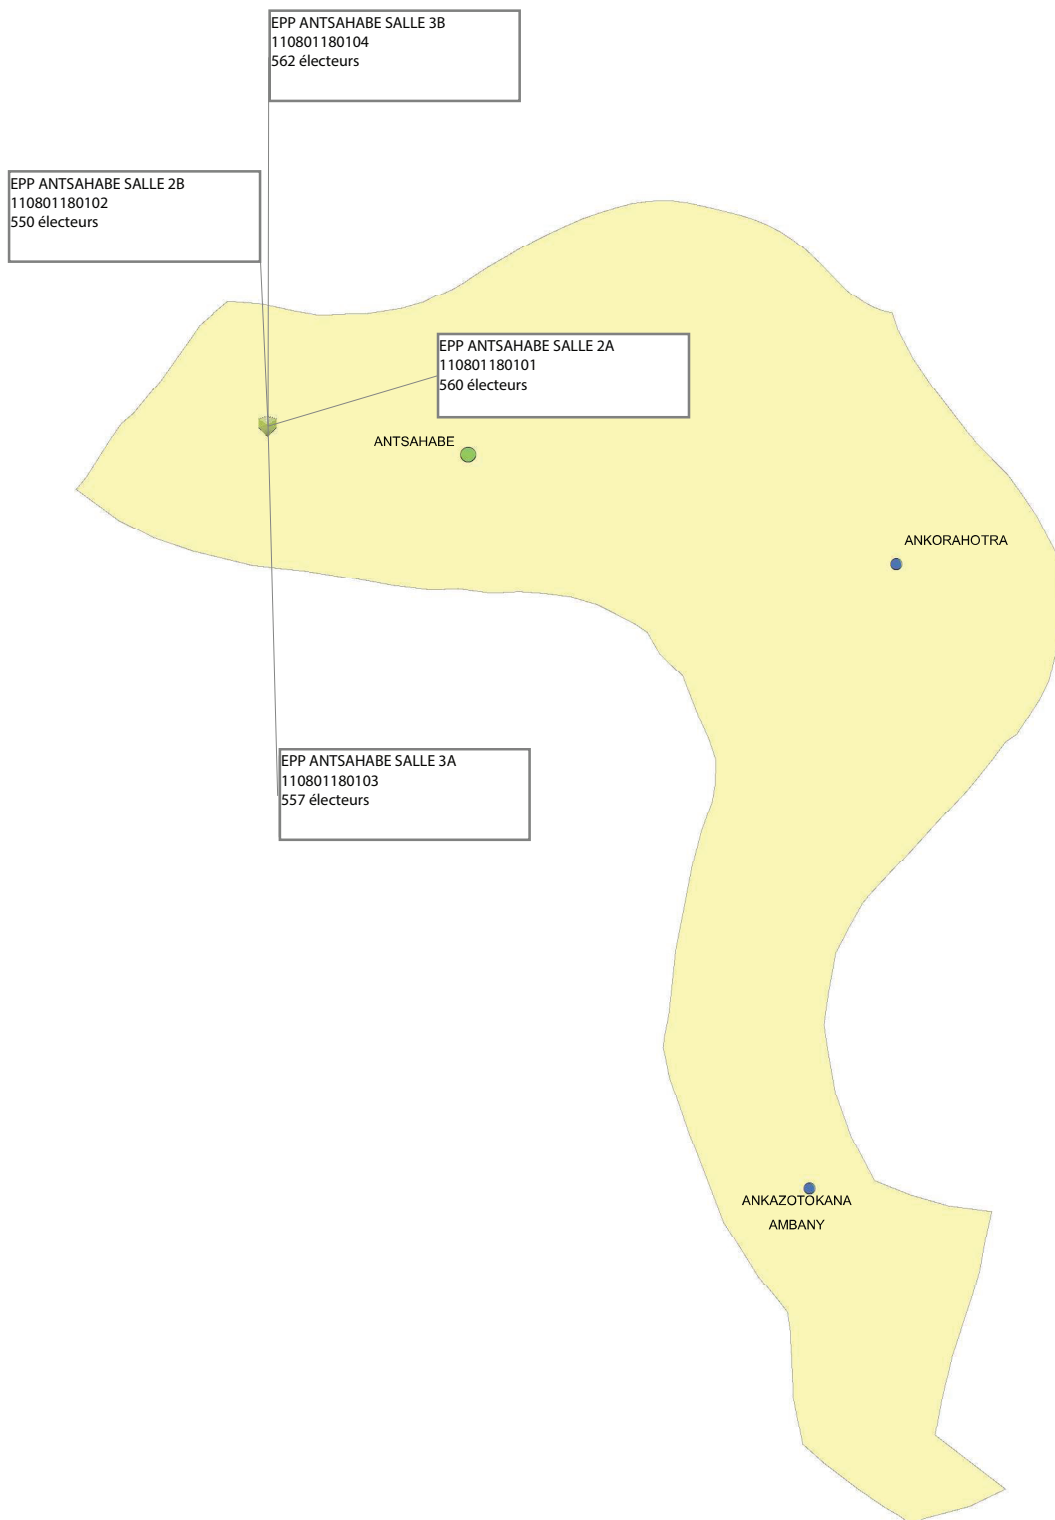 EPP ANTSAHABE SALLE 3B
110801180104
562 électeurs
EPP ANTSAHABE SALLE 2B
110801180102
550 électeurs
EPP ANTSAHABE SALLE 2A
110801180101
560 électeurs
ANTSAHABE
ANKORAHOTRA
EPP ANTSAHABE SALLE 3A
110801180103
557 électeurs
ANKAZOTOKANA
AMBANY